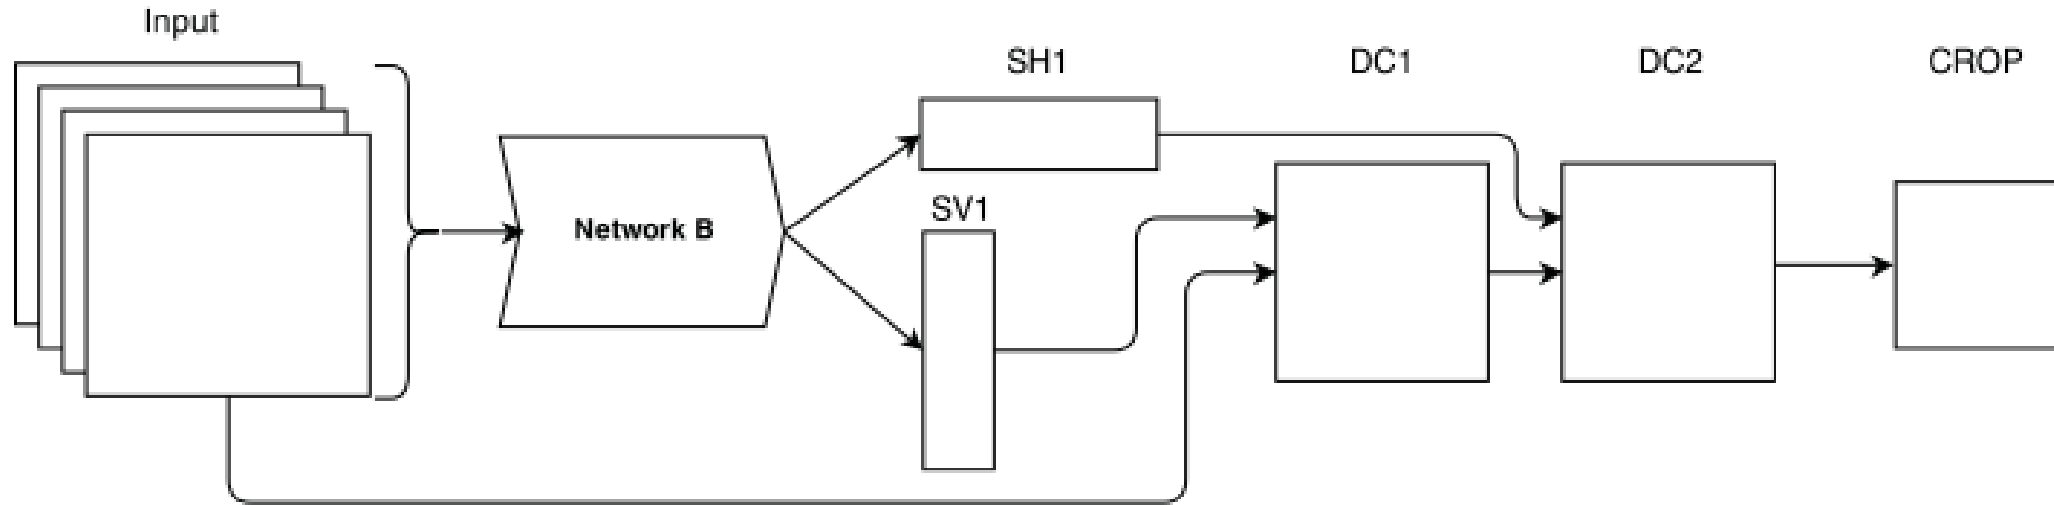 Input
SH1
DC1
DC2
CROP
SV1
Network B